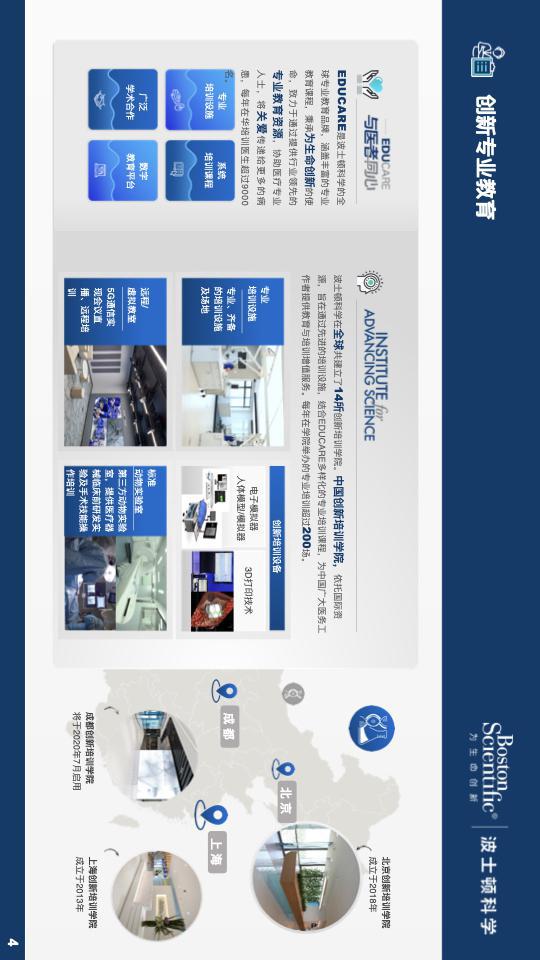 创新专业教育
Boston
Scientific®
为生命创新
波士顿科学
EDUCARE
与医者同心
EDUCARE是波士顿科学的全
球专业教育品牌，涵盖丰富的专业
教育课程，秉承为生命创新的使
命，致力于通过提供行业领先的
专业教育资源，协助医疗专业
人士，将关爱传递给更多的病
患，每年在华培训医生超过9000
名。
专业
培训设施
系统
培训课程
广泛
学术合作
数字
教育平台
INSTITUTE for
ADVANCING SCIENCE
波士顿科学在全球共建立了14所创新培训学院。中国创新培训学院，依托国际资
源，旨在通过先进的培训设施，结合EDUCARE多样化的专业培训课程，为中国广大医务工
作者提供教育与培训增值服务。每年在学院举办的专业培训超过200场。
专业
培训设施
专业、齐备
的培训设施
及场地
创新培训设备
电子模拟器
人体模型/模拟器
3D打印技术
远程/
虚拟教室
5G通信实
现会议直
播、远程培
训
标准
动物实验室
第三方动物实验
室，提供医疗器
械临床前研发实
验及手术技能操
作培训
北京
成都
上海
北京创新培训学院
成立于2018年
成都创新培训学院
将于2020年7月启用
上海创新培训学院
成立于2013年
4